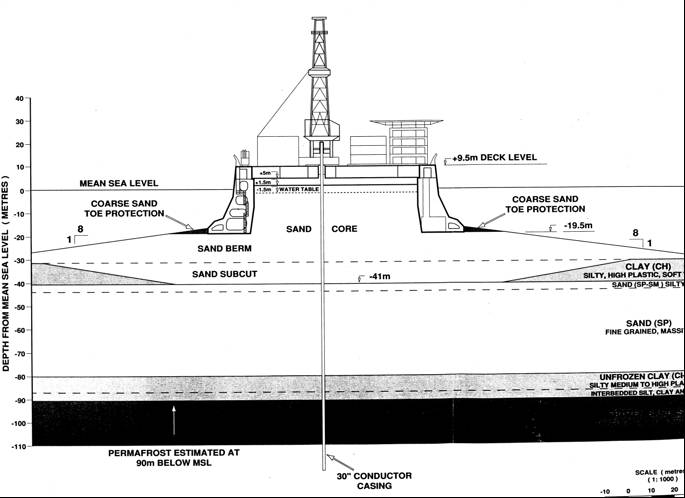 40
30
20
10
0
-10
-20
-30
-40
-50
-60
-70
-80
-90
-100
-110
DEPTH FROM MEAN SEA LEVEL ( METRES )
+9.5m DECK LEVEL
+5m
+1.5m
-1.5m WATER TABLE
MEAN SEA LEVEL
COARSE SAND
TOE PROTECTION
COARSE SAND
TOE PROTECTION
SAND CORE
-19.5m
8
1
8
1
SAND BERM
SAND SUBCUT
-41m
CLAY (CH)
SILTY, HIGH PLASTIC, SOFT
SAND (SP-SM) SILTY
SAND (SP)
FINE GRAINED, MASSI
UNFROZEN CLAY (CI-
SILTY MEDIUM TO HIGH PLA
INTERBEDDED SILT, CLAY AN
PERMAFROST ESTIMATED AT
90m BELOW MSL
30" CONDUCTOR
CASING
SCALE ( metres
( 1: 1000 )
-10 0 10 20